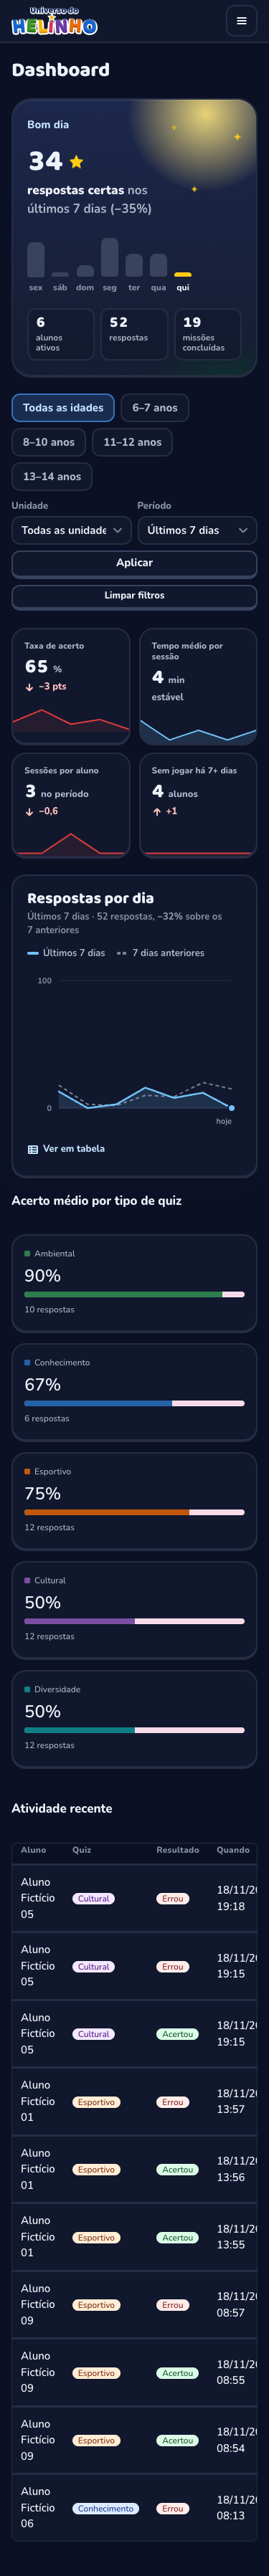 Universo do
HELINHO
Dashboard
Bom dia
34
respostas certas nos
últimos 7 dias (−35%)
sex sáb dom seg ter qua qui
6 52 19
alunos ativos respostas missões concluídas
Todas as idades 6–7 anos
8–10 anos 11–12 anos
13–14 anos
Unidade Período
Todas as unidade Últimos 7 dias
Aplicar
Limpar filtros
Taxa de acerto
65 %
−3 pts
Tempo médio por
sessão
4 min
estável
Sessões por aluno
3 no período
−0,6
Sem jogar há 7+ dias
4 alunos
+1
Respostas por dia
Últimos 7 dias · 52 respostas, −32% sobre os
7 anteriores
Últimos 7 dias 7 dias anteriores
100
0
hoje
Ver em tabela
Acerto médio por tipo de quiz
Ambiental
90%
10 respostas
Conhecimento
67%
6 respostas
Esportivo
75%
12 respostas
Cultural
50%
12 respostas
Diversidade
50%
12 respostas
Atividade recente
Aluno Quiz Resultado Quando
Aluno Fictício 05 Cultural Errou 18/11/20 19:18
Aluno Fictício 05 Cultural Errou 18/11/20 19:15
Aluno Fictício 05 Cultural Acertou 18/11/20 19:15
Aluno Fictício 01 Esportivo Errou 18/11/20 13:57
Aluno Fictício 01 Esportivo Acertou 18/11/20 13:56
Aluno Fictício 01 Esportivo Acertou 18/11/20 13:55
Aluno Fictício 09 Esportivo Errou 18/11/20 08:57
Aluno Fictício 09 Esportivo Acertou 18/11/20 08:55
Aluno Fictício 09 Esportivo Acertou 18/11/20 08:54
Aluno Fictício 06 Conhecimento Errou 18/11/20 08:13